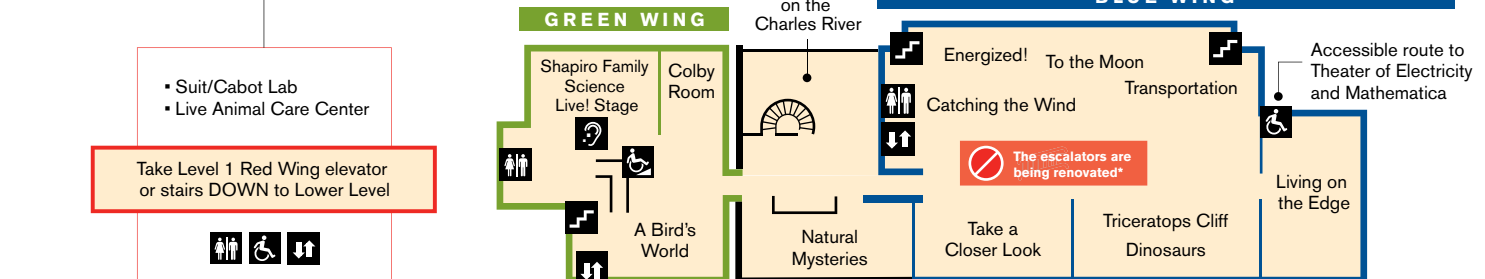 on the
Charles River
BLUE WING
GREEN WING
▪ Suit/Cabot Lab
▪ Live Animal Care Center
Take Level 1 Red Wing elevator
or stairs DOWN to Lower Level
Shapiro Family
Science
Live! Stage
Colby
Room
A Bird's
World
Natural
Mysteries
Energized!
To the Moon
Transportation
Catching the Wind
The escalators are
being renovated*
Take a
Closer Look
Triceratops Cliff
Dinosaurs
Living on
the Edge
Accessible route to
Theater of Electricity
and Mathematica